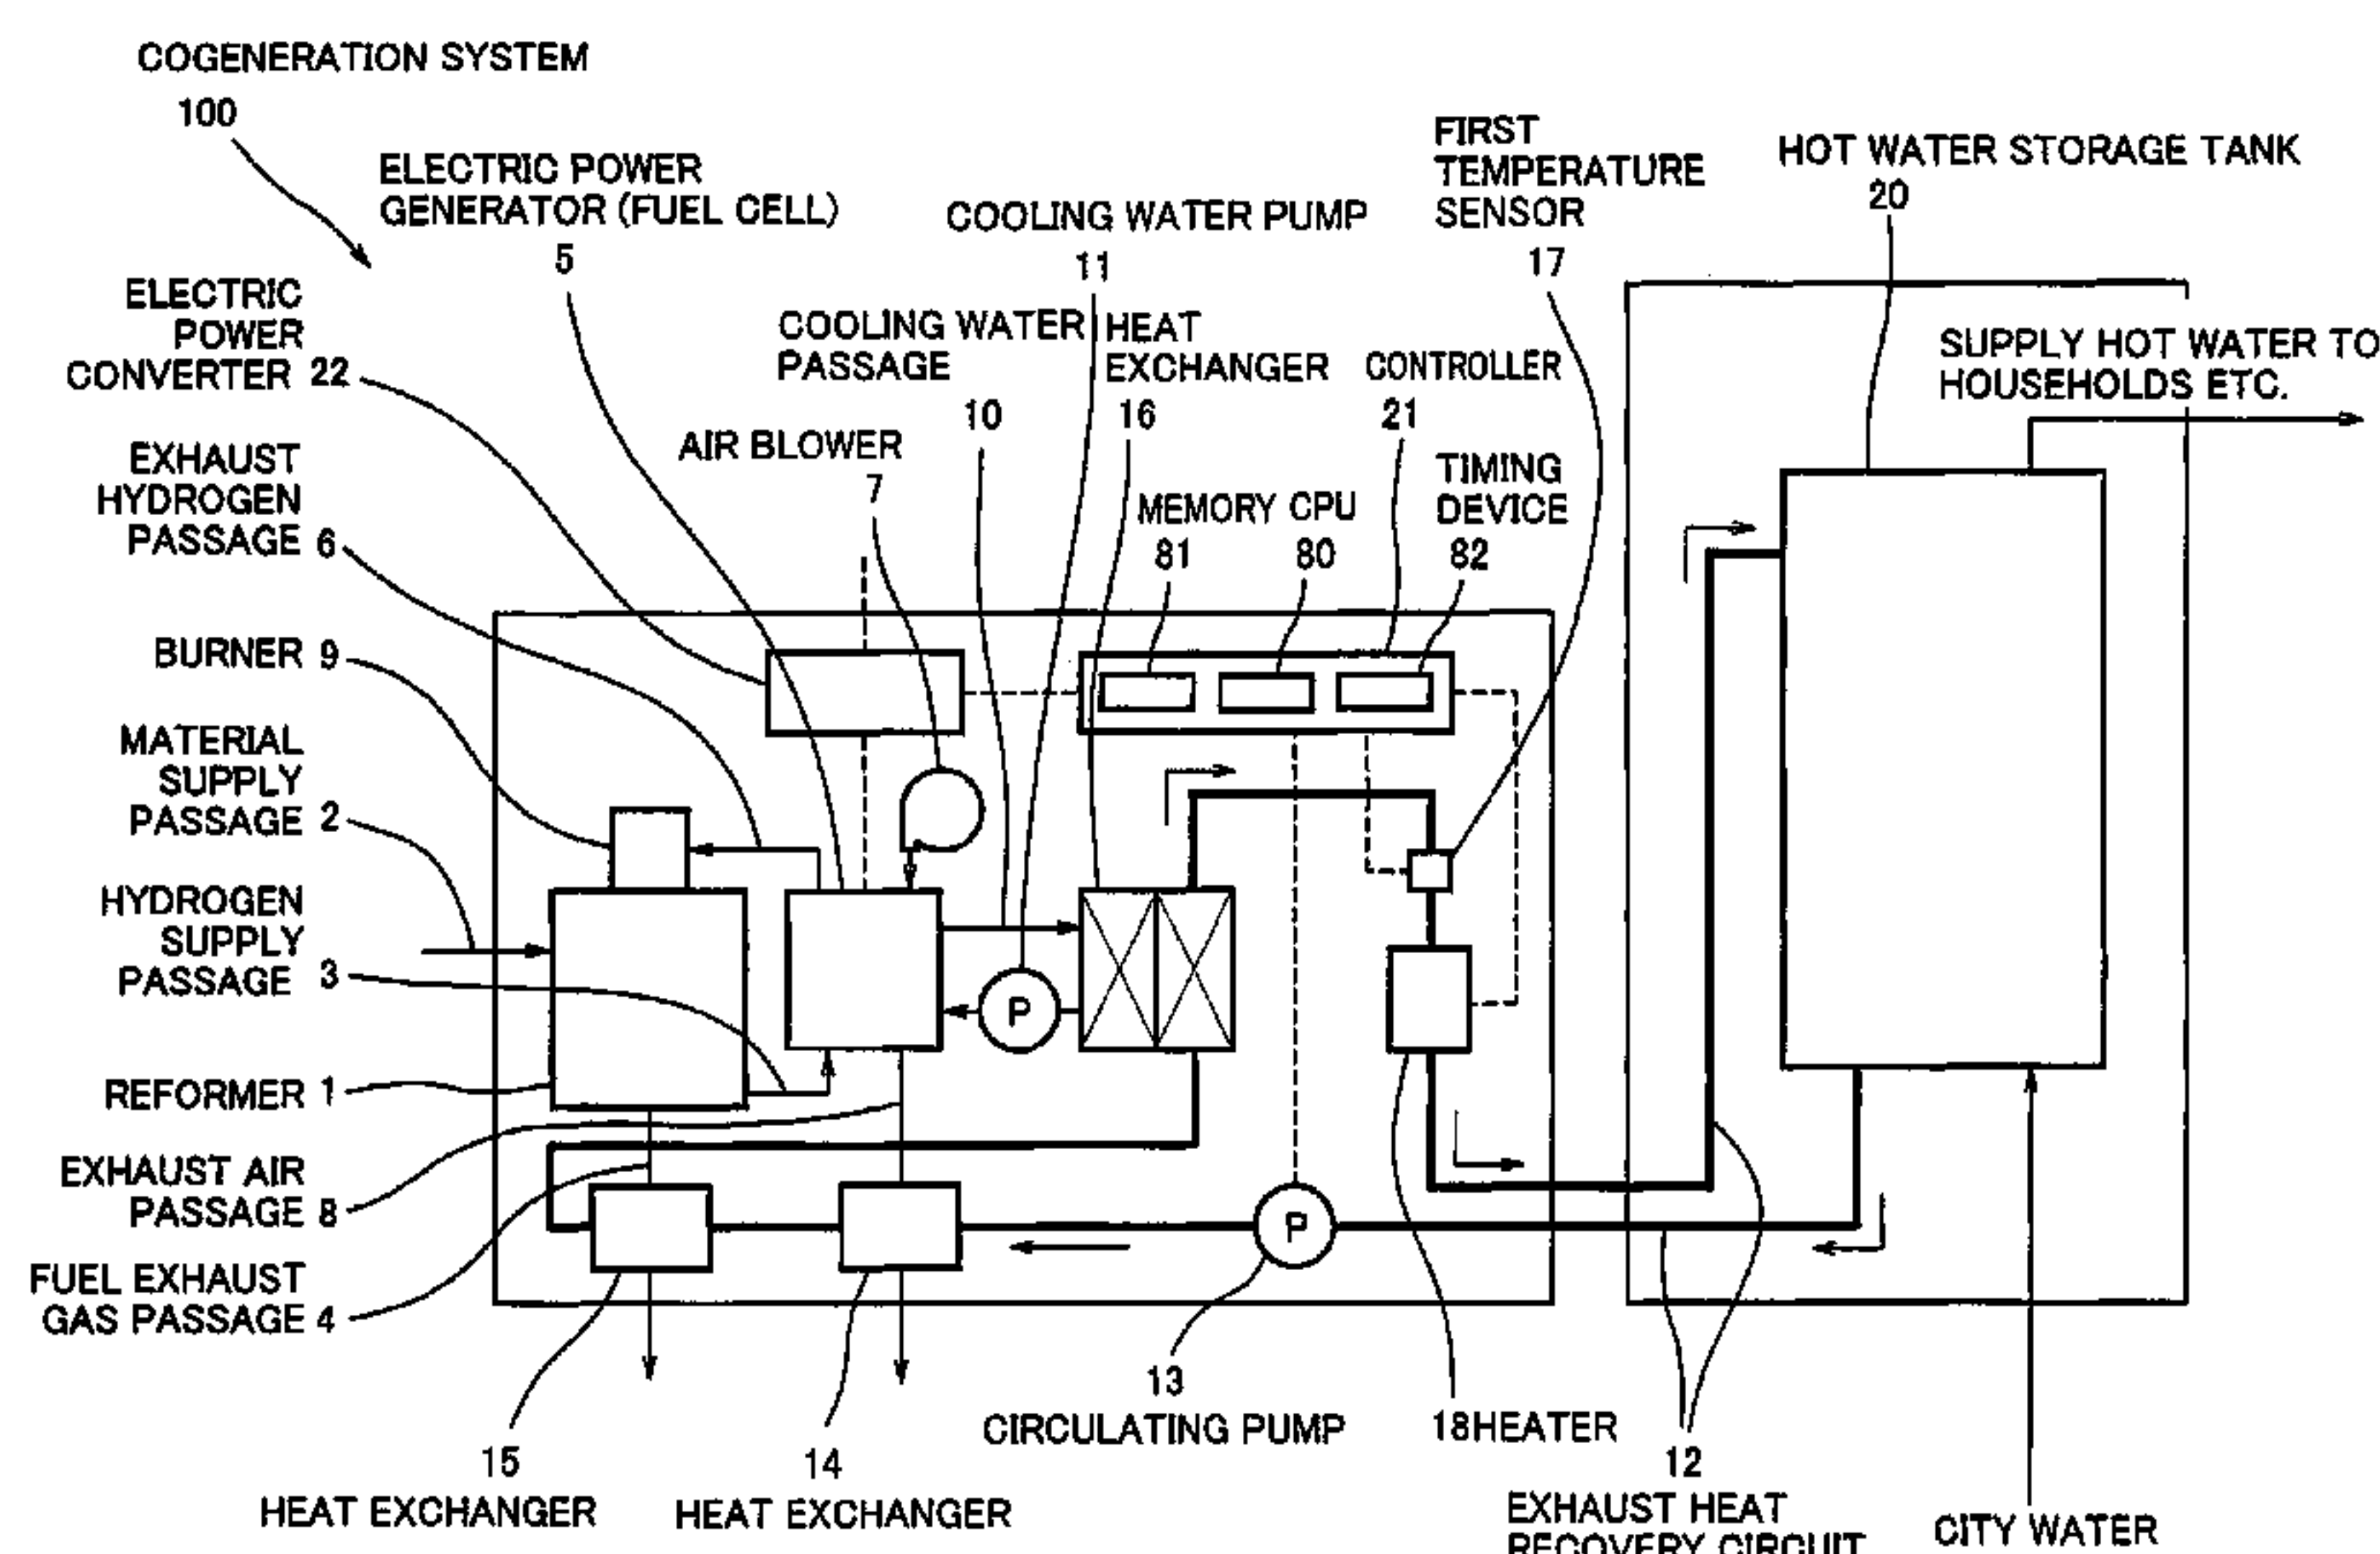 COGENERATION SYSTEM
100
ELECTRIC POWER
GENERATOR (FUEL CELL)
5
COOLING WATER PUMP
11
FIRST
TEMPERATURE
SENSOR
17
HOT WATER STORAGE TANK
20
ELECTRIC
POWER
CONVERTER 22
COOLING WATER
PASSAGE
10
HEAT
EXCHANGER
16
CONTROLLER
21
SUPPLY HOT WATER TO
HOUSEHOLDS ETC.
AIR BLOWER
7
EXHAUST
HYDROGEN
PASSAGE 6
MEMORY CPU
81 80
TIMING
DEVICE
82
BURNER 9
MATERIAL
SUPPLY
PASSAGE 2
HYDROGEN
SUPPLY
PASSAGE 3
P
REFORMER 1
EXHAUST AIR
PASSAGE 8
P
FUEL EXHAUST
GAS PASSAGE 4
15
HEAT EXCHANGER
14
HEAT EXCHANGER
13
CIRCULATING PUMP
18HEATER
12
EXHAUST HEAT
RECOVERY CIRCUIT
CITY WATER